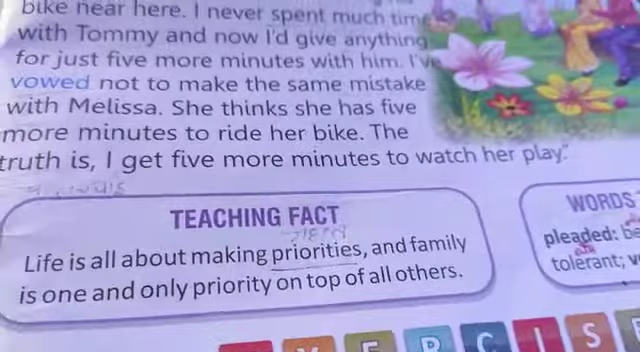 bike near here. I never spent much time
with Tommy and now I'd give anything
for just five more minutes with him. I've
vowed not to make the same mistake
with Melissa. She thinks she has five
more minutes to ride her bike. The
truth is, I get five more minutes to watch her play."
TEACHING FACT
Life is all about making priorities, and family
is one and only priority on top of all others.
WORDS
pleaded: be
tolerant; 
E R C I S E